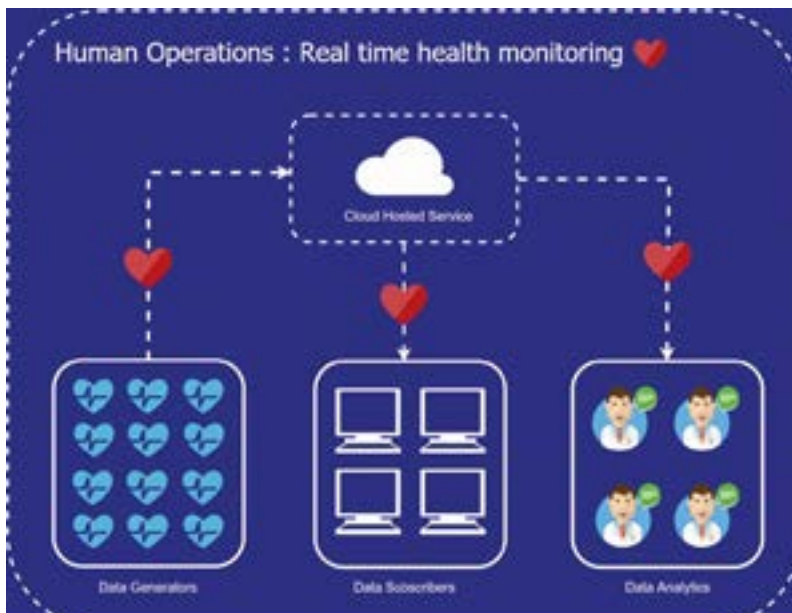 Human Operations : Real time health monitoring
Cloud Hosted Service
Data Generators
Data Subscribers
Data Analytics